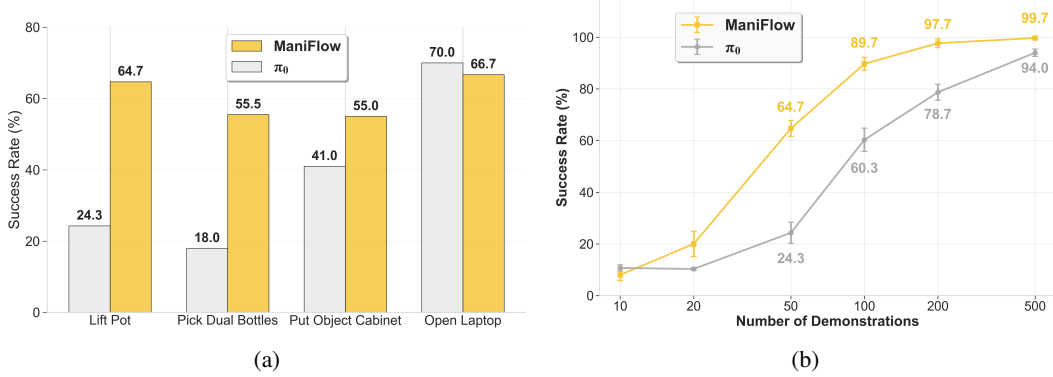 80
60
40
20
0
Success Rate (%)
ManiFlow
π₀
24.3
64.7
18.0
55.5
41.0
55.0
70.0
66.7
Lift Pot
Pick Dual Bottles
Put Object Cabinet
Open Laptop
(a)
100
80
60
40
20
0
Success Rate (%)
ManiFlow
π₀
64.7
89.7
97.7
99.7
24.3
60.3
78.7
94.0
10
20
50
100
200
500
Number of Demonstrations
(b)